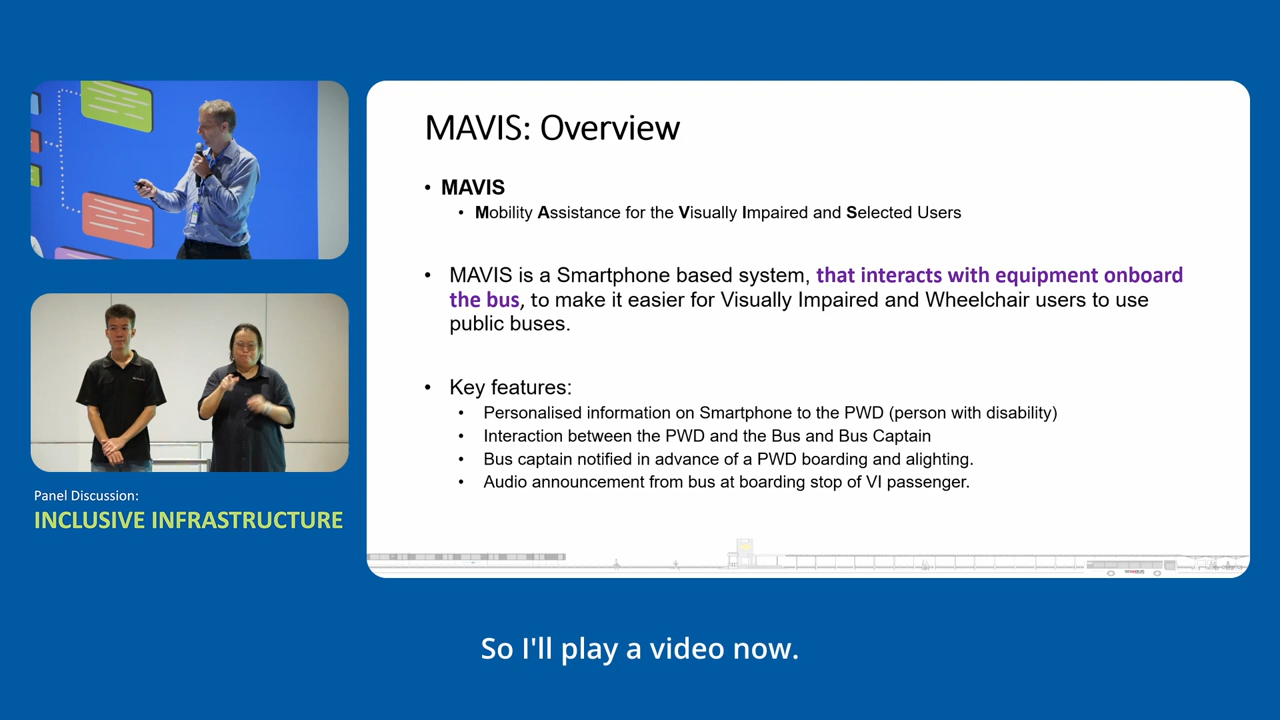 MAVIS: Overview
• MAVIS
• Mobility Assistance for the Visually Impaired and Selected Users
• MAVIS is a Smartphone based system, that interacts with equipment onboard
the bus, to make it easier for Visually Impaired and Wheelchair users to use
public buses.
• Key features:
• Personalised information on Smartphone to the PWD (person with disability)
• Interaction between the PWD and the Bus and Bus Captain
• Bus captain notified in advance of a PWD boarding and alighting.
• Audio announcement from bus at boarding stop of VI passenger.
Panel Discussion:
INCLUSIVE INFRASTRUCTURE
So I'll play a video now.